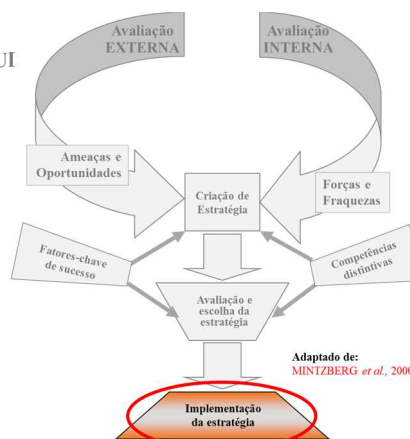 Avaliação
EXTERNA
Avaliação
INTERNA
UI
Ameaças e
Oportunidades
Criação de
Estratégia
Forças e
Fraquezas
Fatores-chave
de sucesso
Competências
distintivas
Avaliação e
escolha da
estratégia
Adaptado de:
MINTZBERG et al., 2000
Implementação
da estratégia